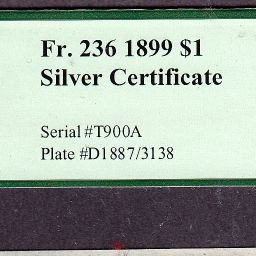 Fr. 236 1899 $1
Silver Certificate
Serial #T900A
Plate #D1887/3138